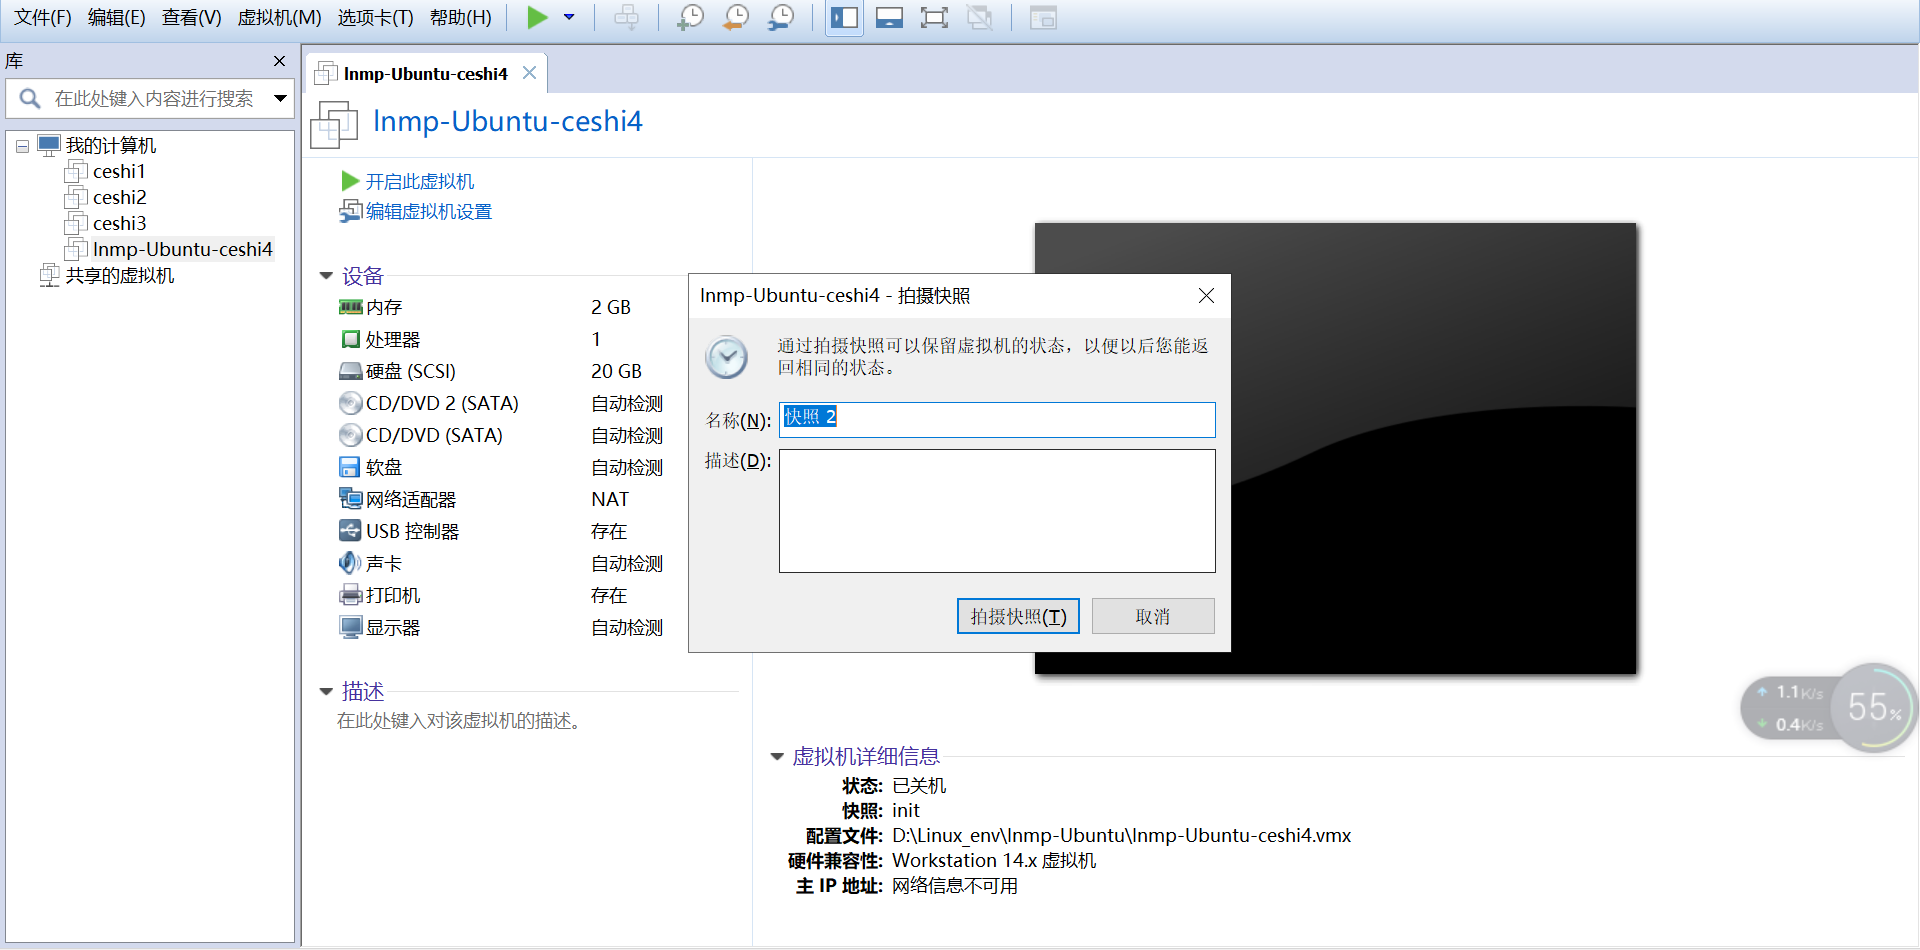 文件(F) 编辑(E) 查看(V) 虚拟机(M) 选项卡(T) 帮助(H)
库
在此处键入内容进行搜索
我的计算机
ceshi1
ceshi2
ceshi3
lnmp-Ubuntu-ceshi4
共享的虚拟机
lnmp-Ubuntu-ceshi4
lnmp-Ubuntu-ceshi4
开启此虚拟机
编辑虚拟机设置
设备
内存 2 GB
处理器 1
硬盘 (SCSI) 20 GB
CD/DVD 2 (SATA) 自动检测
CD/DVD (SATA) 自动检测
软盘 自动检测
网络适配器 NAT
USB 控制器 存在
声卡 自动检测
打印机 存在
显示器 自动检测
描述
在此处键入对该虚拟机的描述。
lnmp-Ubuntu-ceshi4 - 拍摄快照
通过拍摄快照可以保留虚拟机的状态，以便以后您能返
回相同的状态。
名称(N): 快照 2
描述(D):
拍摄快照(T) 取消
1.1K/s
0.4K/s
55%
虚拟机详细信息
状态: 已关机
快照: init
配置文件: D:\Linux_env\lnmp-Ubuntu\lnmp-Ubuntu-ceshi4.vmx
硬件兼容性: Workstation 14.x 虚拟机
主 IP 地址: 网络信息不可用